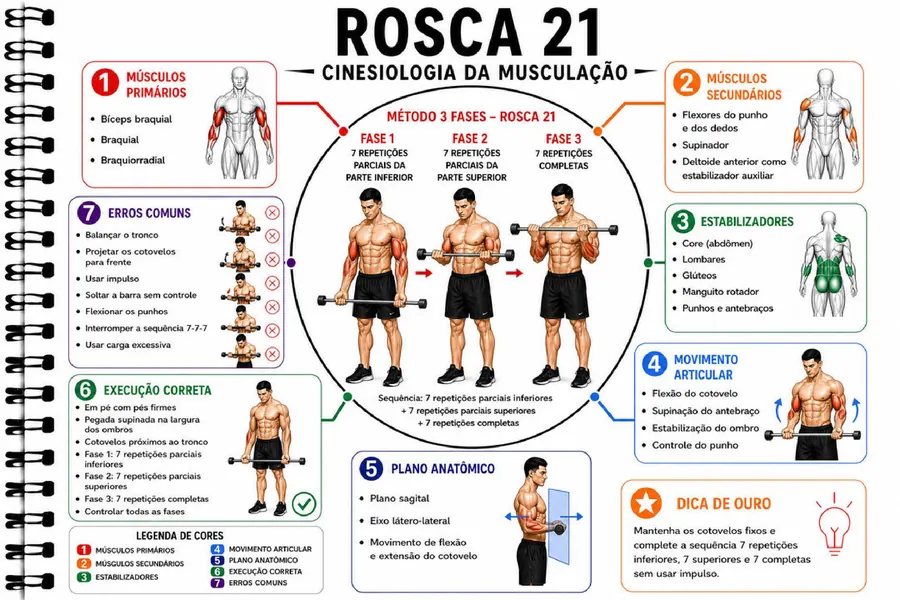 ROSCA 21
CINESIOLOGIA DA MUSCULAÇÃO
1 MÚSCULOS
PRIMÁRIOS
• Bíceps braquial
• Braquial
• Braquiorradial
2 MÚSCULOS
SECUNDÁRIOS
• Flexores do punho
e dos dedos
• Supinador
• Deltoide anterior como
estabilizador auxiliar
MÉTODO 3 FASES – ROSCA 21
FASE 1
7 REPETIÇÕES
PARCIAIS DA
PARTE INFERIOR
FASE 2
7 REPETIÇÕES
PARCIAIS DA
PARTE SUPERIOR
FASE 3
7 REPETIÇÕES
COMPLETAS
Sequência: 7 repetições parciais inferiores
+ 7 repetições parciais superiores
+ 7 repetições completas
7 ERROS COMUNS
• Balançar o tronco
• Projetar os cotovelos
para frente
• Usar impulso
• Soltar a barra sem controle
• Flexionar os punhos
• Interromper a sequência 7-7-7
• Usar carga excessiva
3 ESTABILIZADORES
• Core (abdômen)
• Lombares
• Glúteos
• Manguito rotador
• Punhos e antebraços
4 MOVIMENTO
ARTICULAR
• Flexão do cotovelo
• Supinação do antebraço
• Estabilização do ombro
• Controle do punho
6 EXECUÇÃO CORRETA
• Em pé com pés firmes
• Pegada supinada na largura
dos ombros
• Cotovelos próximos ao tronco
• Fase 1: 7 repetições parciais
inferiores
• Fase 2: 7 repetições parciais
superiores
• Fase 3: 7 repetições completas
• Controlar todas as fases
5 PLANO ANATÔMICO
• Plano sagital
• Eixo látero-lateral
• Movimento de flexão
e extensão do cotovelo
DICA DE OURO
Mantenha os cotovelos fixos e
complete a sequência 7 repetições
inferiores, 7 superiores e 7 completas
sem usar impulso.
LEGENDA DE CORES
1 MÚSCULOS PRIMÁRIOS
2 MÚSCULOS SECUNDÁRIOS
3 ESTABILIZADORES
4 MOVIMENTO ARTICULAR
5 PLANO ANATÔMICO
6 EXECUÇÃO CORRETA
7 ERROS COMUNS